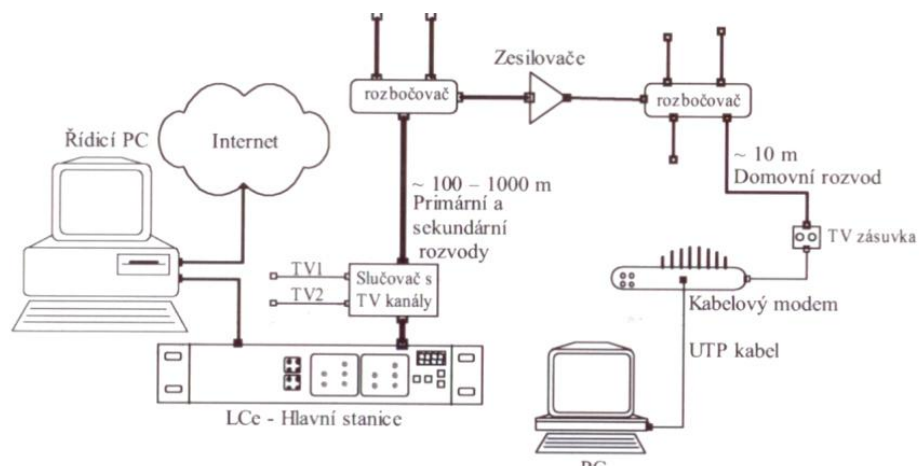 Zesilovače
rozbočovač
rozbočovač
Řídicí PC
Internet
~ 10 m
Domovní rozvod
~ 100 – 1000 m
Primární a
sekundární
rozvody
TV zásuvka
TV1
TV2
Slučovač s
TV kanály
Kabelový modem
UTP kabel
LCe - Hlavní stanice
PC